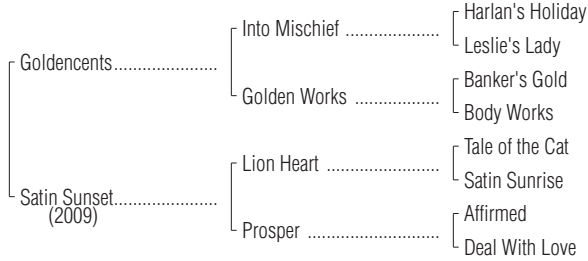 Harlan's Holiday
Into Mischief ....................
Leslie's Lady
Goldencents......................
Banker's Gold
Golden Works ..................
Body Works
Tale of the Cat
Lion Heart ........................
Satin Sunrise
Satin Sunset......................
(2009)
Affirmed
Prosper ............................
Deal With Love